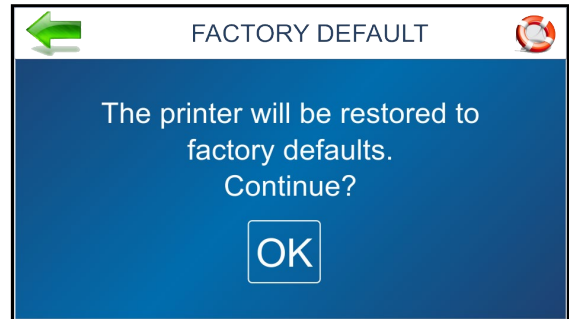 FACTORY DEFAULT
The printer will be restored to
factory defaults.
Continue?
OK